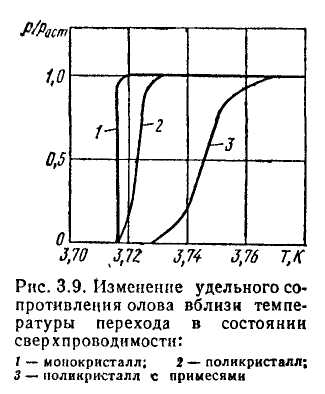 ρ/ρост
1,0
1
2
3
0,5
0
3,70 3,72 3,74 3,76 T,К
Рис. 3.9. Изменение удельного со-
противления олова вблизи темпе-
ратуры перехода в состоянии
сверхпроводимости:
1 — монокристалл; 2 — поликристалл;
3 — поликристалл с примесями